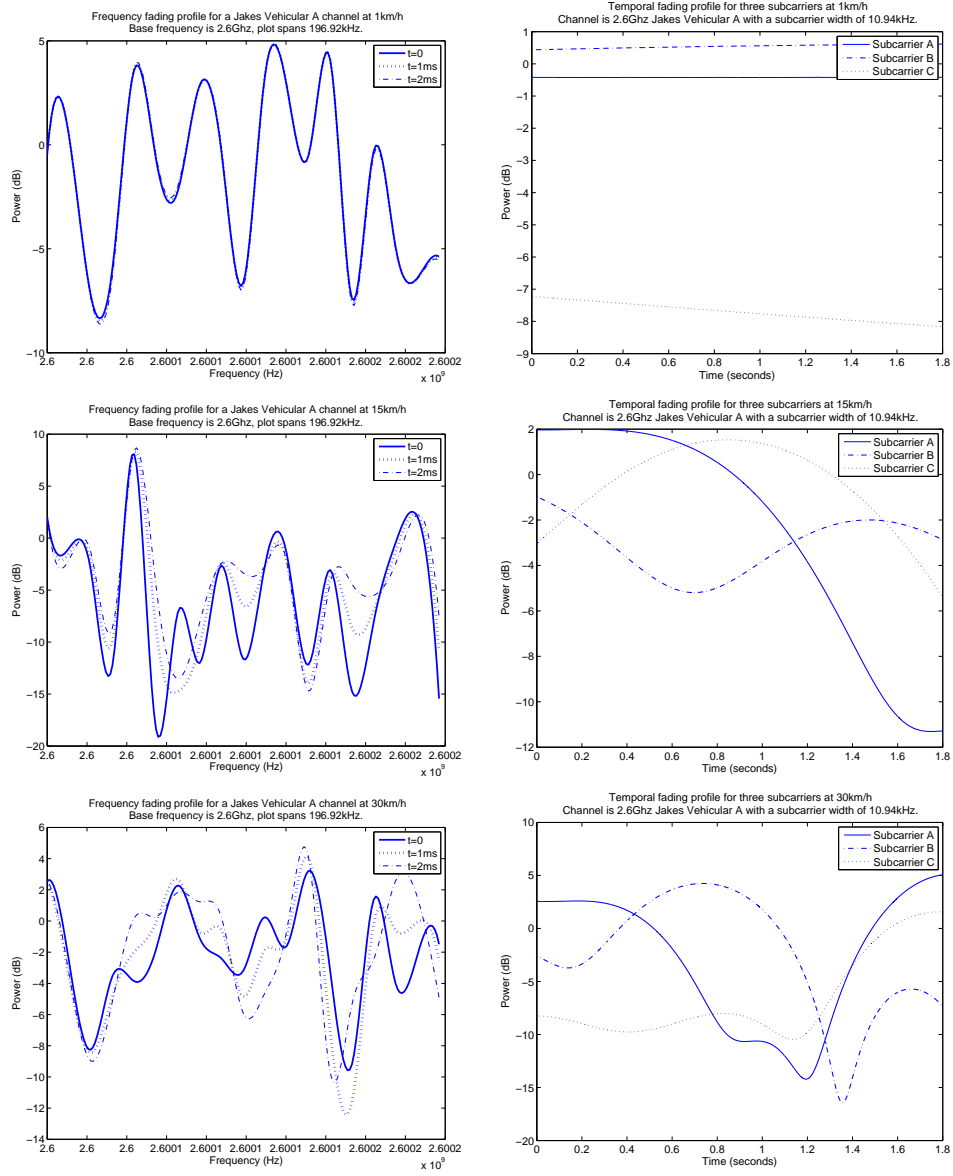 Frequency fading profile for a Jakes Vehicular A channel at 1km/h
Base frequency is 2.6Ghz, plot spans 196.92kHz.
5
0
−5
−10
Power (dB)
t=0
t=1ms
t=2ms
2.6 2.6 2.6 2.6001 2.6001 2.6001 2.6001 2.6001 2.6002 2.6002 2.6002
Frequency (Hz)
x 10⁹
Temporal fading profile for three subcarriers at 1km/h
Channel is 2.6Ghz Jakes Vehicular A with a subcarrier width of 10.94kHz.
1
0
−1
−2
−3
−4
−5
−6
−7
−8
−9
Power (dB)
Subcarrier A
Subcarrier B
Subcarrier C
0 0.2 0.4 0.6 0.8 1 1.2 1.4 1.6 1.8
Time (seconds)
Frequency fading profile for a Jakes Vehicular A channel at 15km/h
Base frequency is 2.6Ghz, plot spans 196.92kHz.
10
5
0
−5
−10
−15
−20
Power (dB)
t=0
t=1ms
t=2ms
2.6 2.6 2.6 2.6001 2.6001 2.6001 2.6001 2.6001 2.6002 2.6002 2.6002
Frequency (Hz)
x 10⁹
Temporal fading profile for three subcarriers at 15km/h
Channel is 2.6Ghz Jakes Vehicular A with a subcarrier width of 10.94kHz.
2
0
−2
−4
−6
−8
−10
−12
Power (dB)
Subcarrier A
Subcarrier B
Subcarrier C
0 0.2 0.4 0.6 0.8 1 1.2 1.4 1.6 1.8
Time (seconds)
Frequency fading profile for a Jakes Vehicular A channel at 30km/h
Base frequency is 2.6Ghz, plot spans 196.92kHz.
6
4
2
0
−2
−4
−6
−8
−10
−12
−14
Power (dB)
t=0
t=1ms
t=2ms
2.6 2.6 2.6 2.6001 2.6001 2.6001 2.6001 2.6001 2.6002 2.6002 2.6002
Frequency (Hz)
x 10⁹
Temporal fading profile for three subcarriers at 30km/h
Channel is 2.6Ghz Jakes Vehicular A with a subcarrier width of 10.94kHz.
10
5
0
−5
−10
−15
−20
Power (dB)
Subcarrier A
Subcarrier B
Subcarrier C
0 0.2 0.4 0.6 0.8 1 1.2 1.4 1.6 1.8
Time (seconds)